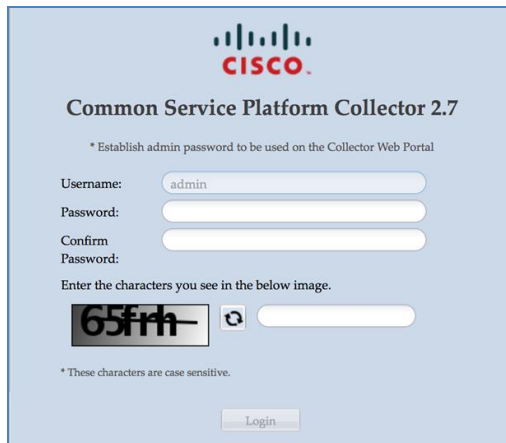 CISCO.
Common Service Platform Collector 2.7
* Establish admin password to be used on the Collector Web Portal
Username: admin
Password:
Confirm
Password:
Enter the characters you see in the below image.
65frh
* These characters are case sensitive.
Login